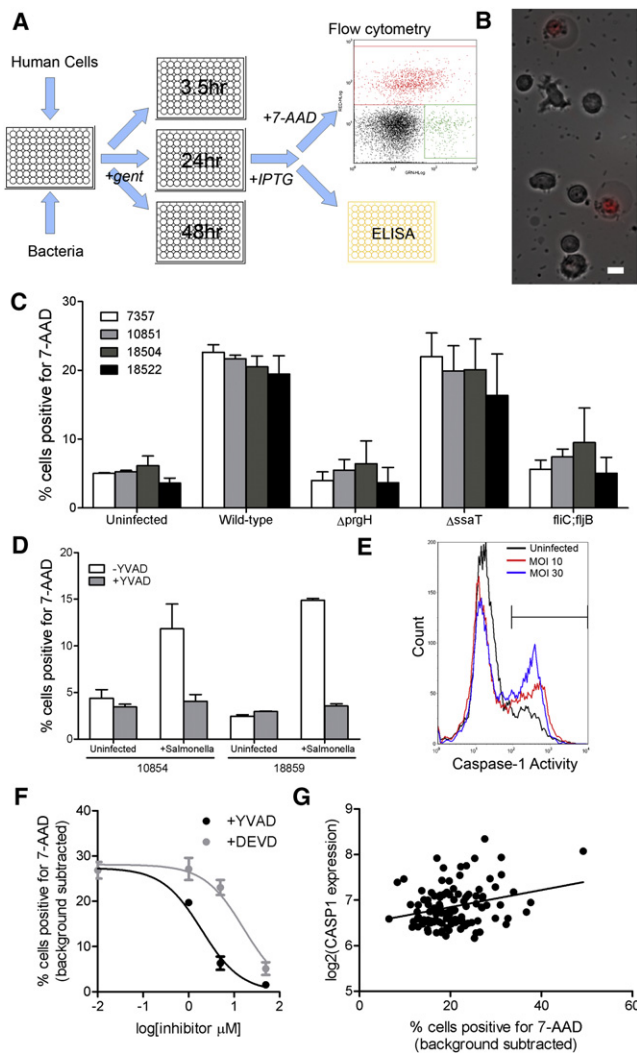 A
Flow cytometry
Human Cells
Bacteria
+gent
3.5hr
24hr
48hr
+7-AAD
+IPTG
ELISA
B
C
% cells positive for 7-AAD
30
20
10
0
7357
10851
18504
18522
Uninfected
Wild-type
ΔprgH
ΔssaT
fliC;fljB
D
% cells positive for 7-AAD
20
15
10
5
0
-YVAD
+YVAD
Uninfected
+Salmonella
Uninfected
+Salmonella
10854
18859
E
Count
200
150
100
50
0
Uninfected
MOI 10
MOI 30
Caspase-1 Activity
F
% cells positive for 7-AAD
(background subtracted)
40
30
20
10
0
+YVAD
+DEVD
-2
-1
0
1
2
log[inhibitor μM]
G
log2(CASP1 expression)
9
8
7
6
5
0
20
40
60
% cells positive for 7-AAD
(background subtracted)